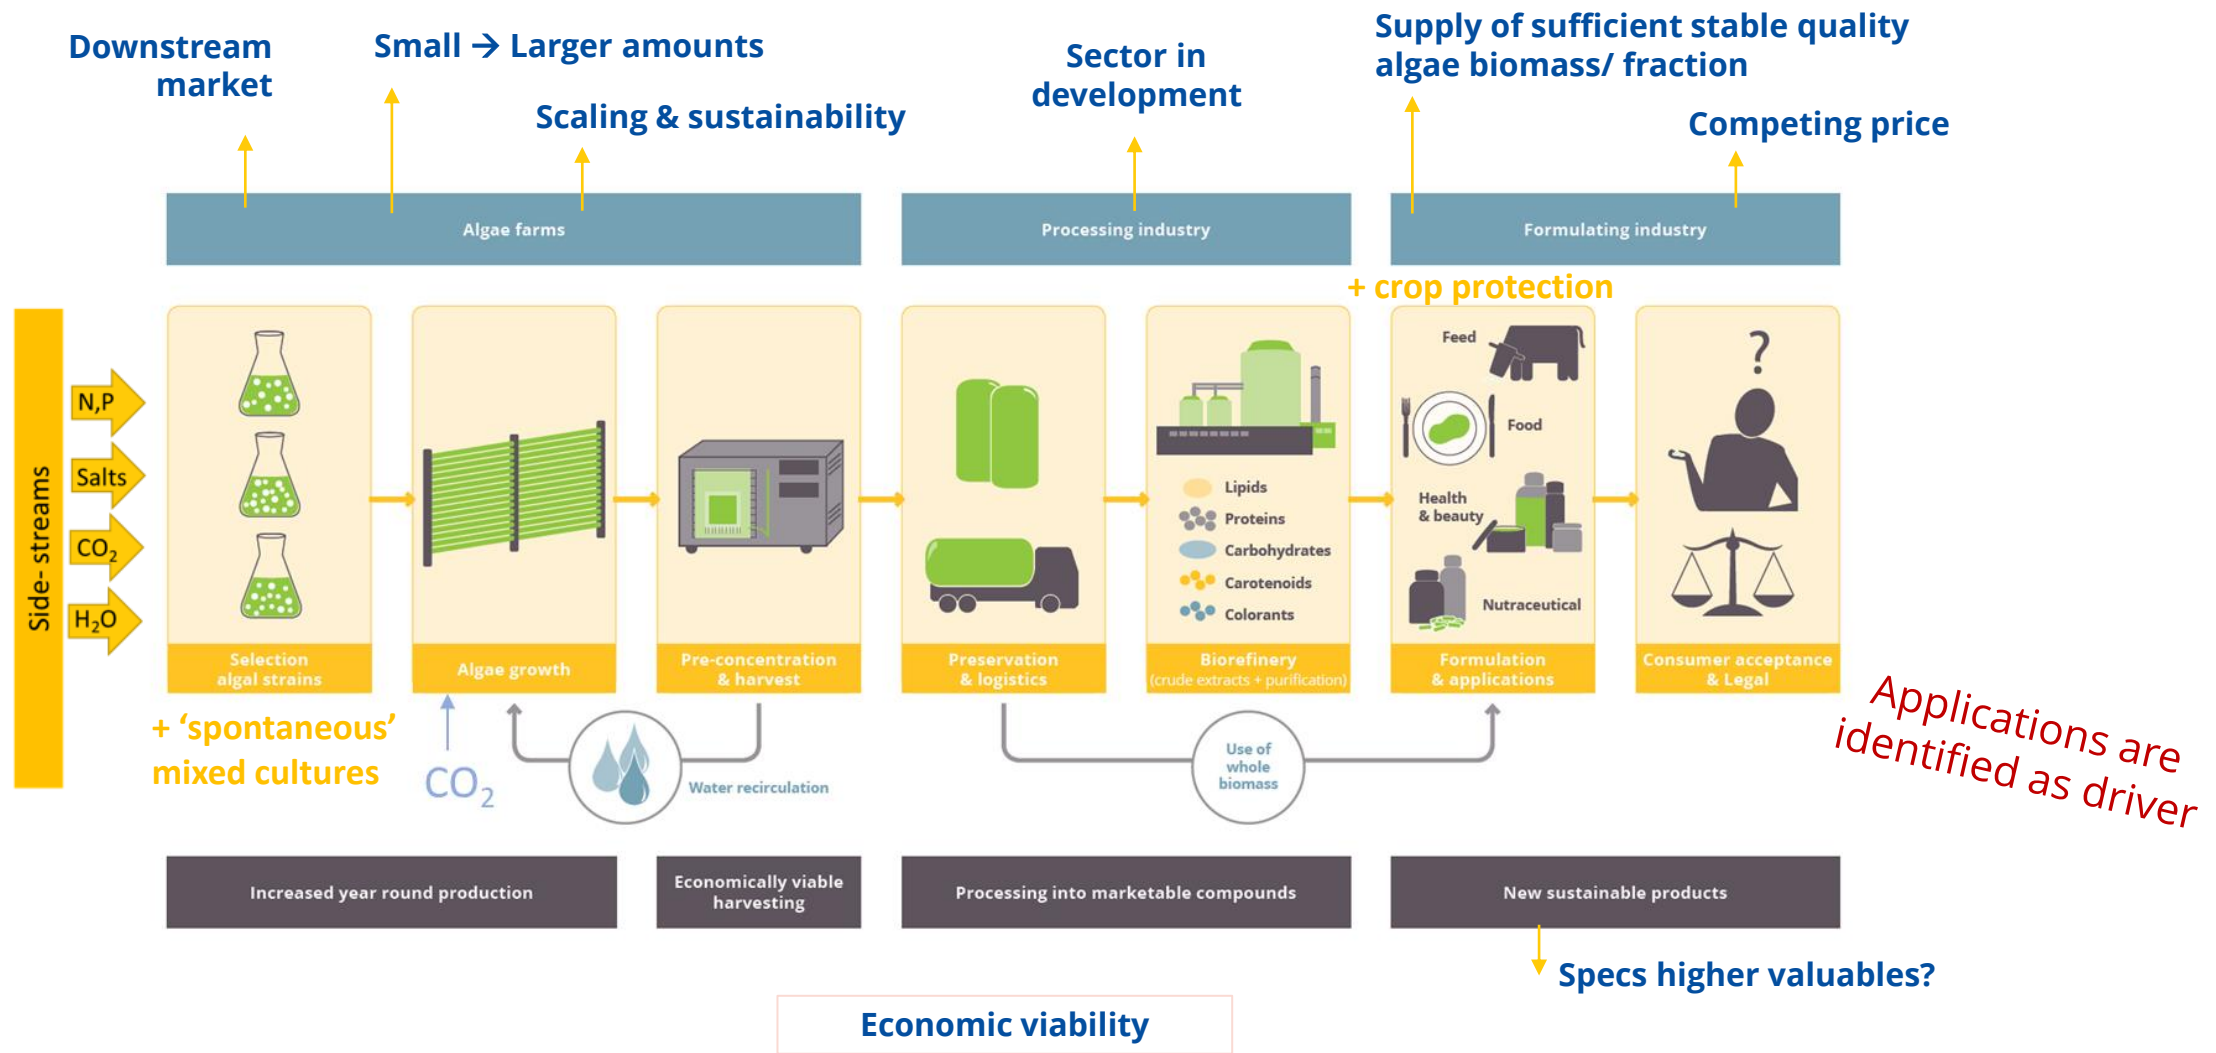 Downstream
market
Small → Larger amounts
Scaling & sustainability
Sector in
development
Supply of sufficient stable quality
algae biomass/ fraction
Competing price
Algae farms
Processing industry
Formulating industry
+ crop protection
Side- streams
N,P
Salts
CO₂
H₂O
Selection
algal strains
+ ‘spontaneous’
mixed cultures
Algae growth
CO₂
Pre-concentration
& harvest
Water recirculation
Preservation
& logistics
Lipids
Proteins
Carbohydrates
Carotenoids
Colorants
Biorefinery
(crude extracts + purification)
Use of
whole
biomass
Feed
Food
Health
& beauty
Nutraceutical
Formulation
& applications
?
Consumer acceptance
& Legal
Applications are
identified as driver
Increased year round production
Economically viable
harvesting
Processing into marketable compounds
New sustainable products
Specs higher valuables?
Economic viability